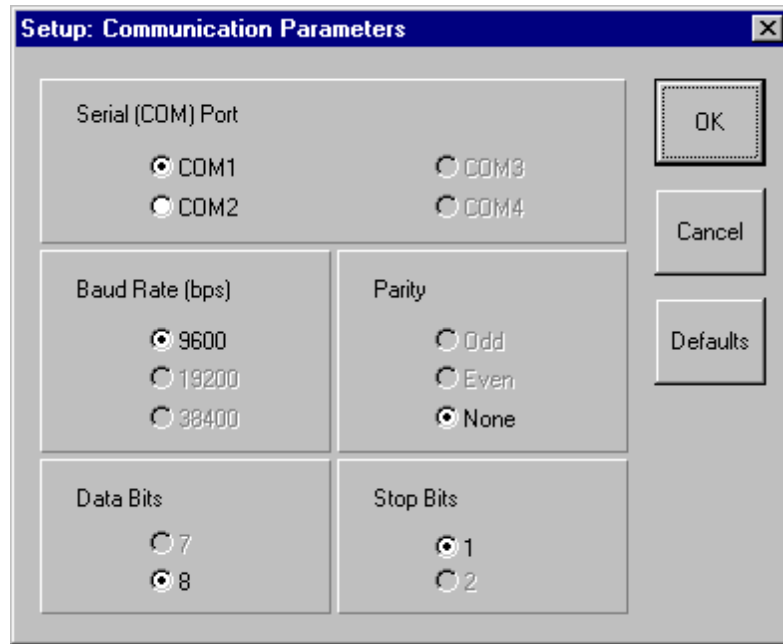 Setup: Communication Parameters
Serial (COM) Port
COM1
COM3
COM2
COM4
OK
Cancel
Defaults
Baud Rate (bps)
9600
19200
38400
Parity
Odd
Even
None
Data Bits
7
8
Stop Bits
1
2